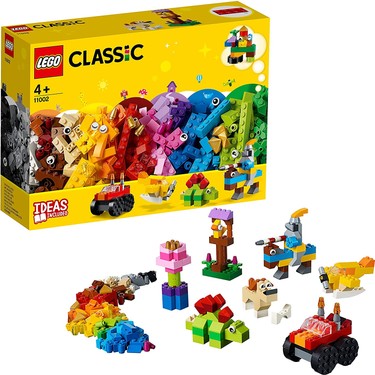 LEGO CLASSIC
4+
11002
IDEAS
INCLUDED